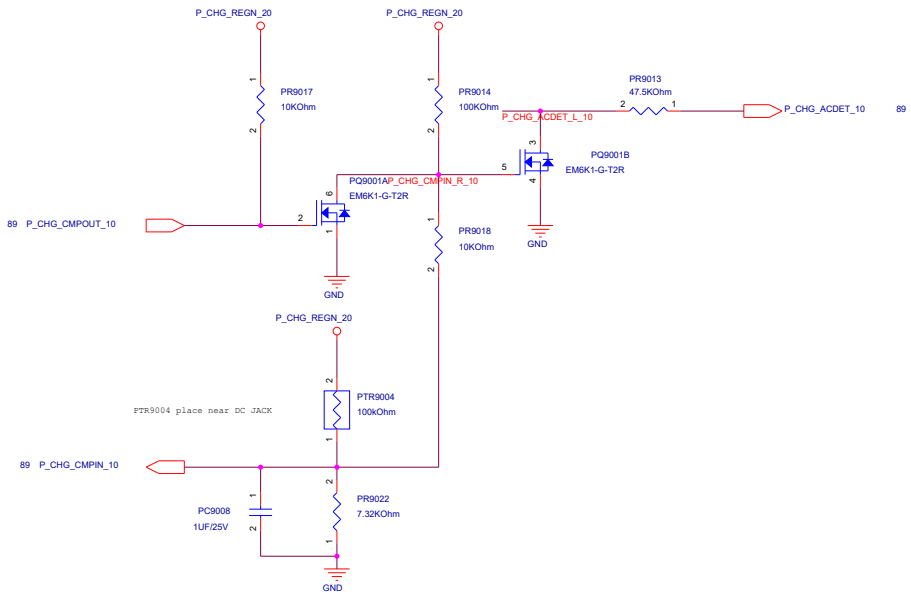 P_CHG_REGN_20
P_CHG_REGN_20
1
PR9017
10KOhm
2
1
PR9014
100KOhm
2
PR9013
47.5KOhm
2
1
P_CHG_ACDET_10
89
P_CHG_ACDET_L_10
3
5
4
PQ9001B
EM6K1-G-T2R
GND
PQ9001A
P_CHG_CMPIN_R_10
6
EM6K1-G-T2R
2
1
GND
89
P_CHG_CMPOUT_10
1
PR9018
10KOhm
2
P_CHG_REGN_20
2
PTR9004
100kOhm
1
PTR9004 place near DC JACK
89
P_CHG_CMPIN_10
1
PC9008
1UF/25V
2
2
PR9022
7.32KOhm
1
GND